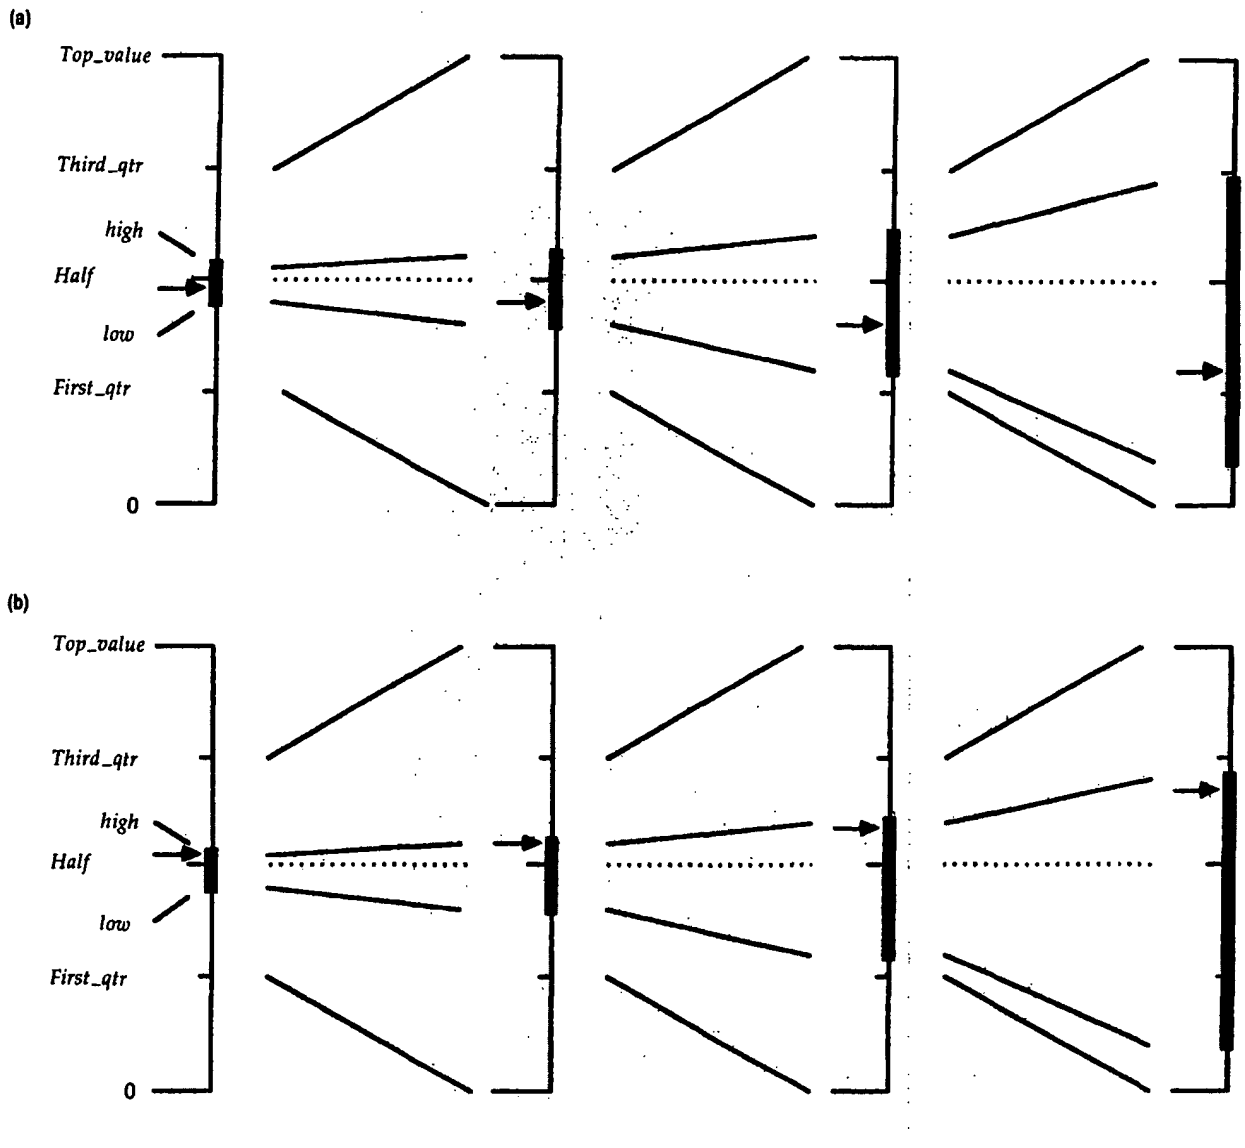 (a)
Top_value
Third_qtr
high
Half
low
First_qtr
0
(b)
Top_value
Third_qtr
high
Half
low
First_qtr
0